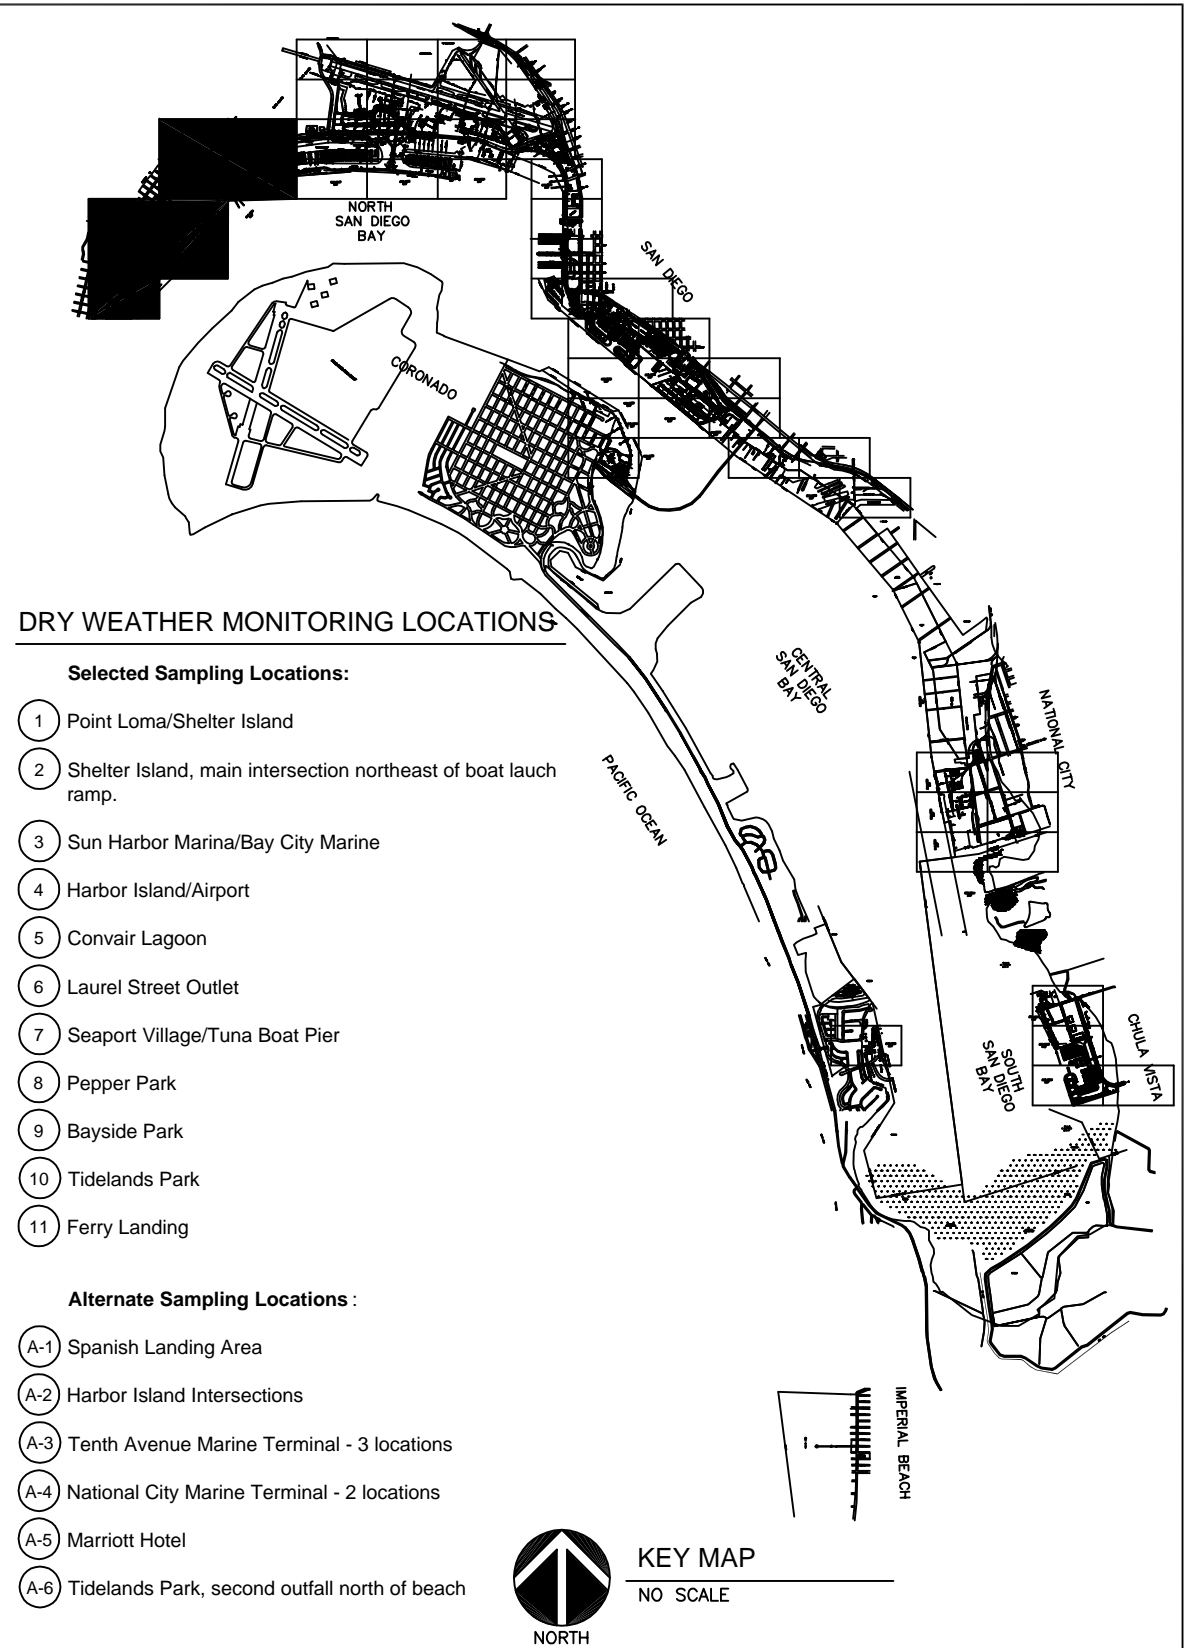 NORTH
SAN DIEGO
BAY
SAN DIEGO
CORONADO
DRY WEATHER MONITORING LOCATIONS
Selected Sampling Locations:
1 Point Loma/Shelter Island
2 Shelter Island, main intersection northeast of boat lauch
ramp.
3 Sun Harbor Marina/Bay City Marine
4 Harbor Island/Airport
5 Convair Lagoon
6 Laurel Street Outlet
7 Seaport Village/Tuna Boat Pier
8 Pepper Park
9 Bayside Park
10 Tidelands Park
11 Ferry Landing
Alternate Sampling Locations :
A-1 Spanish Landing Area
A-2 Harbor Island Intersections
A-3 Tenth Avenue Marine Terminal - 3 locations
A-4 National City Marine Terminal - 2 locations
A-5 Marriott Hotel
A-6 Tidelands Park, second outfall north of beach
CENTRAL
SAN DIEGO
BAY
NATIONAL CITY
PACIFIC OCEAN
SOUTH
SAN DIEGO
BAY
CHULA VISTA
IMPERIAL BEACH
KEY MAP
NO SCALE
NORTH